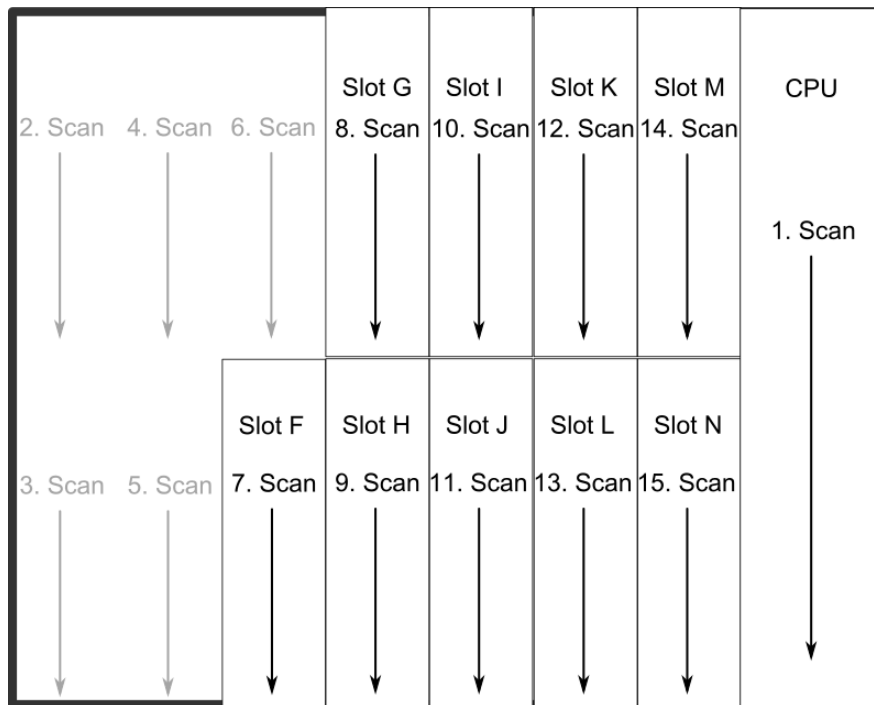 Slot G
Slot I
Slot K
Slot M
CPU
2. Scan
4. Scan
6. Scan
8. Scan
10. Scan
12. Scan
14. Scan
1. Scan
Slot F
Slot H
Slot J
Slot L
Slot N
3. Scan
5. Scan
7. Scan
9. Scan
11. Scan
13. Scan
15. Scan